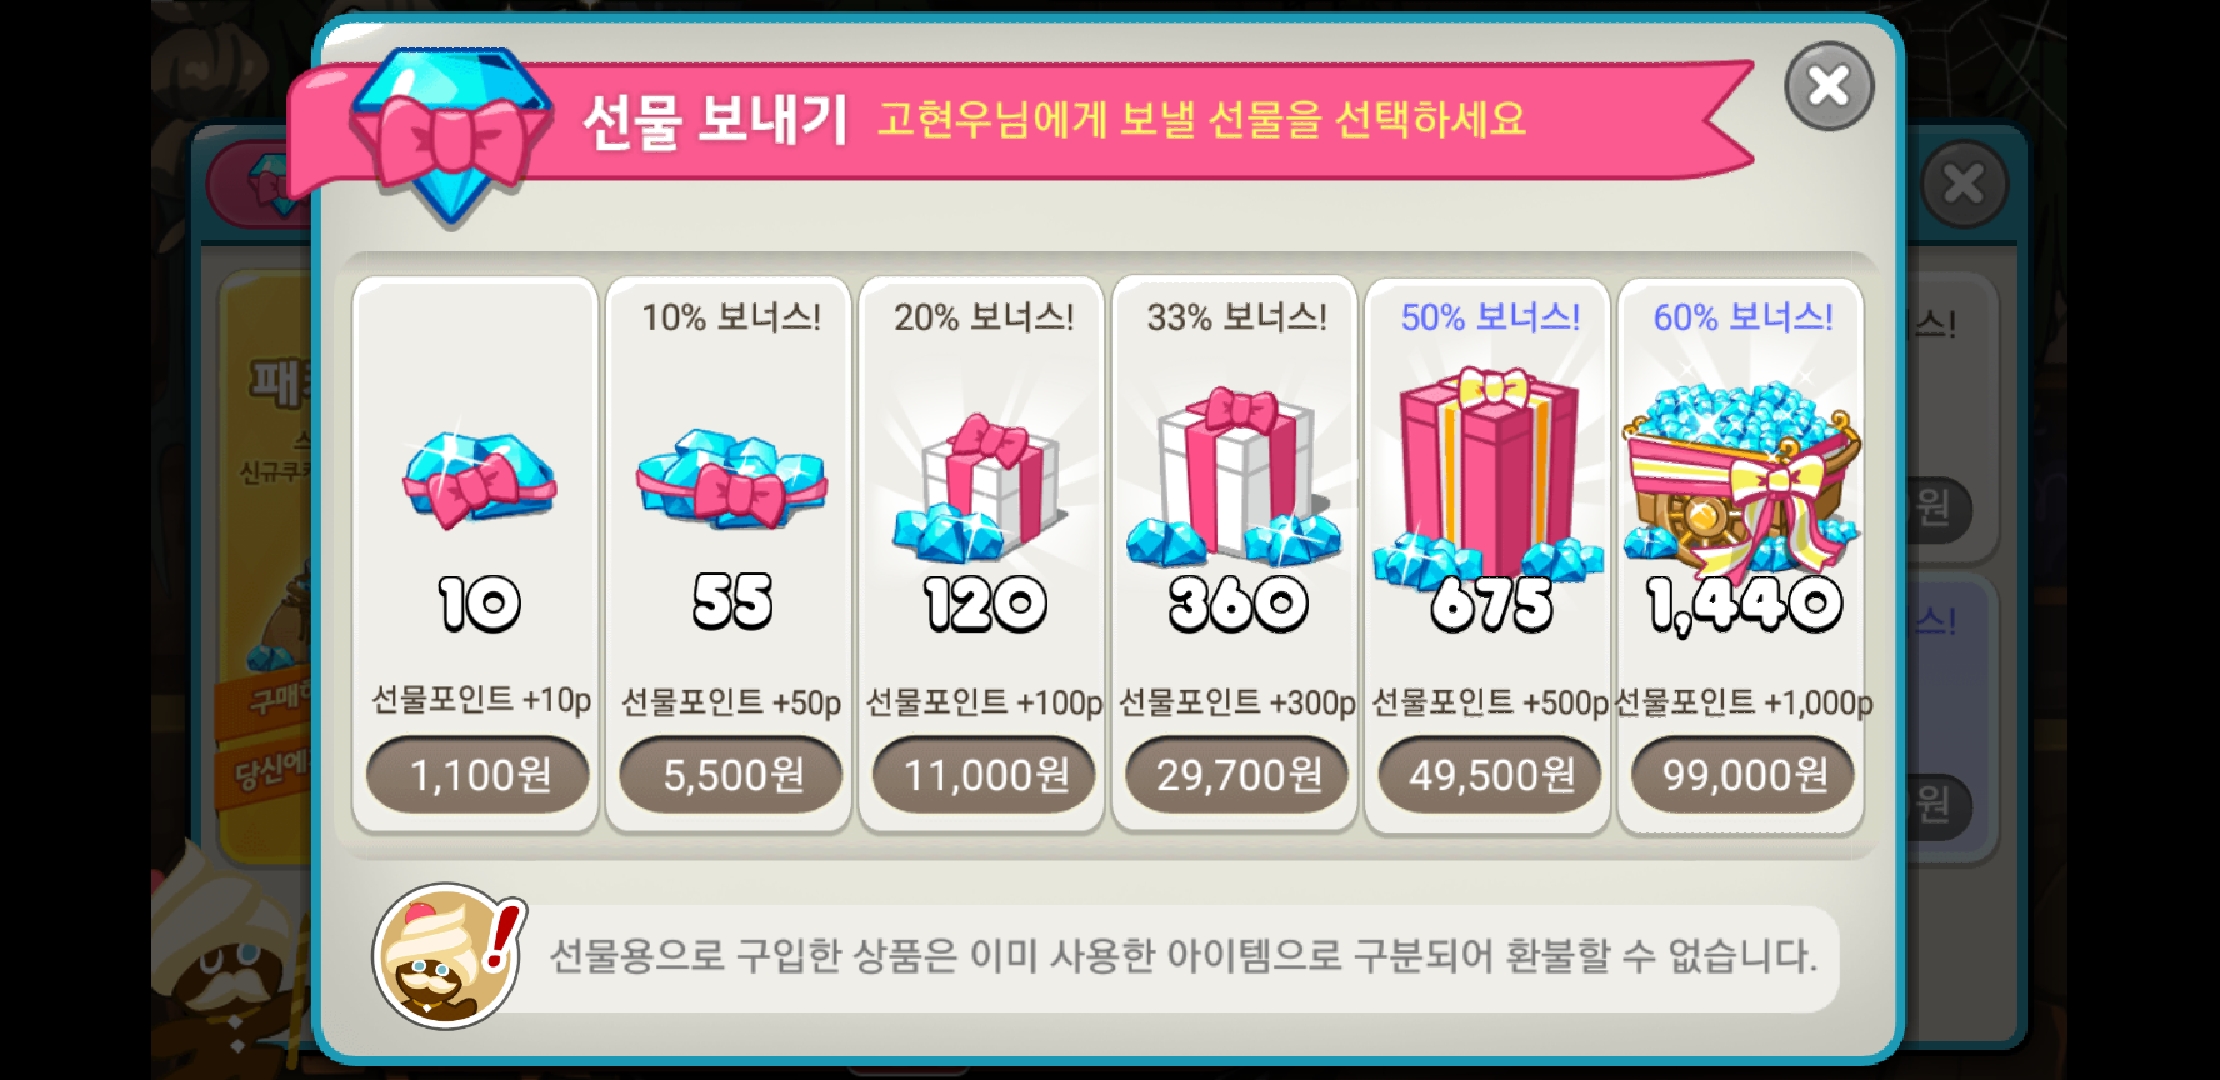 선물 보내기 고현우님에게 보낼 선물을 선택하세요
10% 보너스!
20% 보너스!
33% 보너스!
50% 보너스!
60% 보너스!
10
55
120
360
675
1,440
선물포인트 +10p
선물포인트 +50p
선물포인트 +100p
선물포인트 +300p
선물포인트 +500p
선물포인트 +1,000p
1,100원
5,500원
11,000원
29,700원
49,500원
99,000원
선물용으로 구입한 상품은 이미 사용한 아이템으로 구분되어 환불할 수 없습니다.
스!
원
스!
원